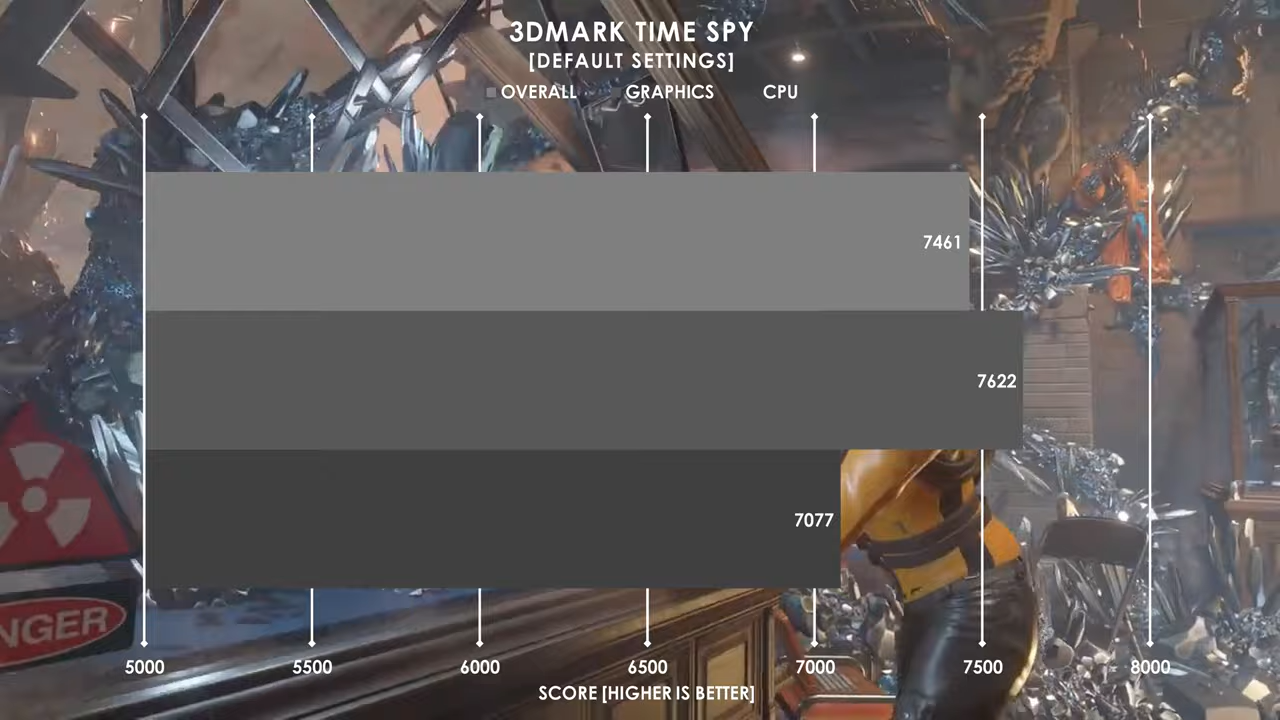 3DMARK TIME SPY
[DEFAULT SETTINGS]
OVERALL GRAPHICS CPU
7461
7622
7077
NGER
5000 5500 6000 6500 7000 7500 8000
SCORE [HIGHER IS BETTER]